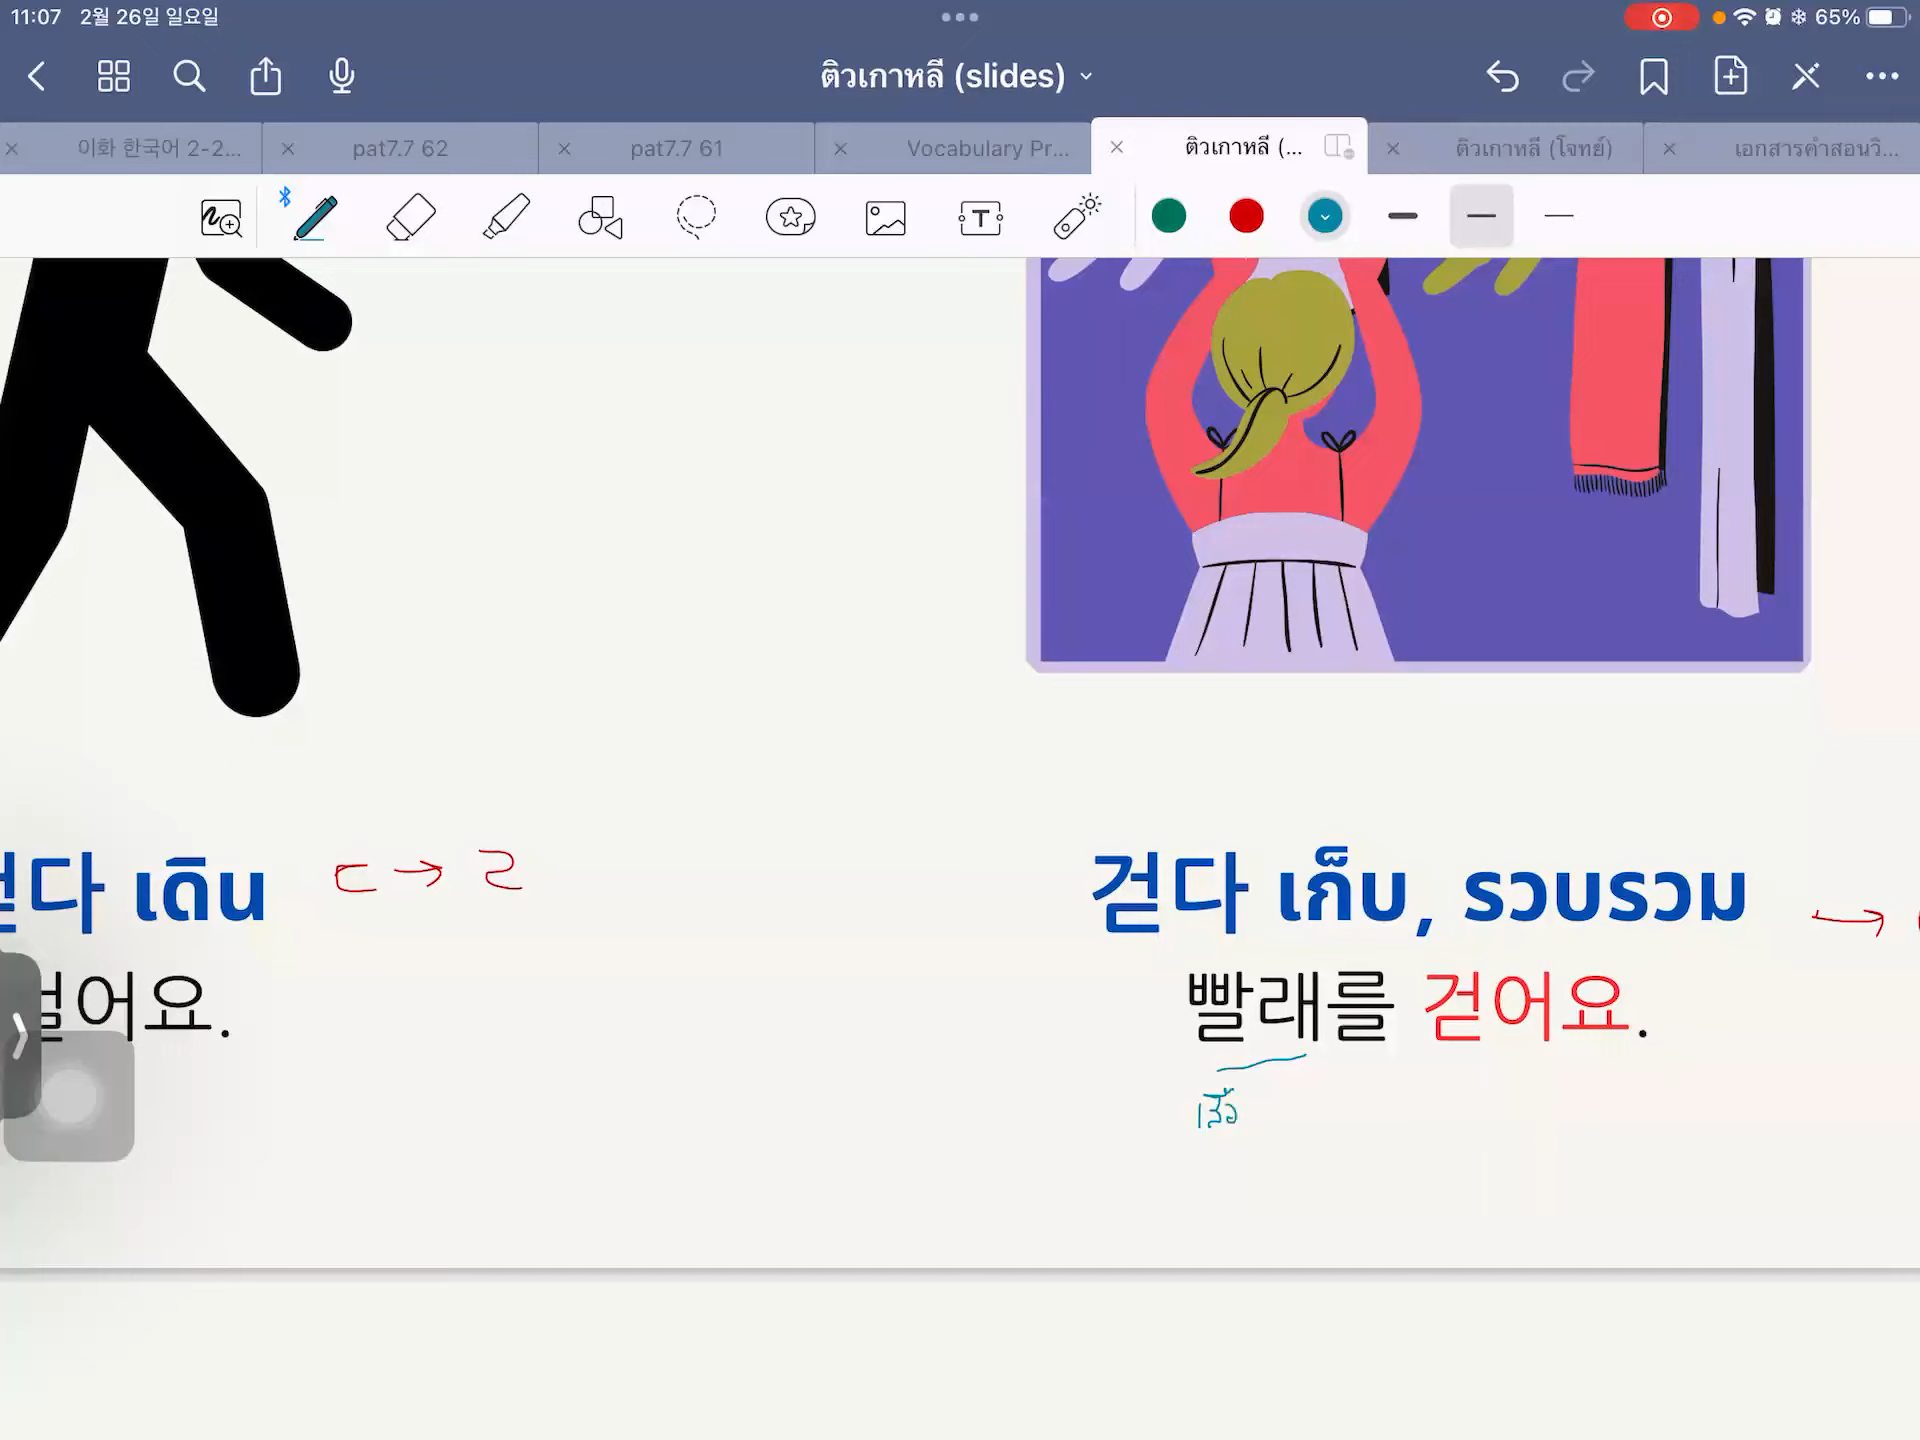 11:07 2월 26일 일요일
65%
ติวเกาหลี (slides)
이화 한국어 2-2...
pat7.7 62
pat7.7 61
Vocabulary Pr...
ติวเกาหลี (...
ติวเกาหลี (โจทย์)
เอกสารคำสอนวิ...
다 เดิน ㄷ → ㄹ
어요.
걷다 เก็บ, รวบรวม →
빨래를 걷어요.